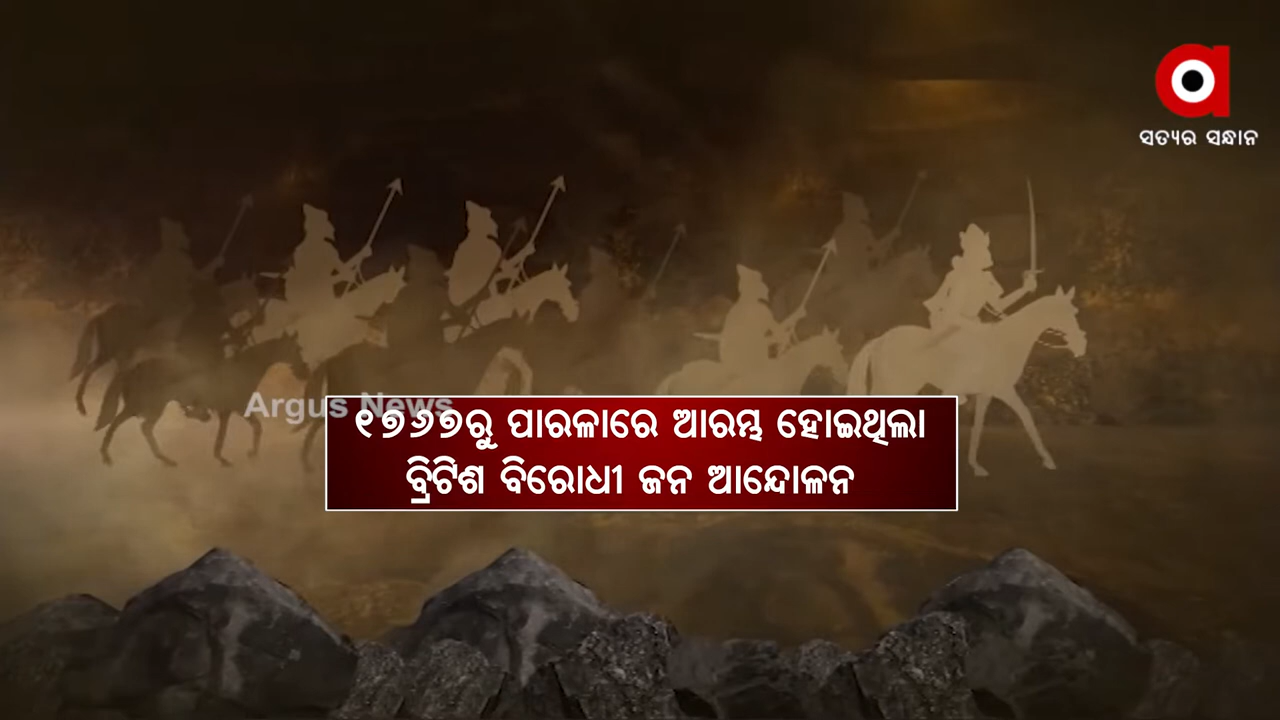 ସତ୍ୟର ସନ୍ଧାନ
Argus News
୧୭୬୭ରୁ ପାରଳାରେ ଆରମ୍ଭ ହୋଇଥିଲା
ବ୍ରିଟିଶ ବିରୋଧୀ ଜନ ଆନ୍ଦୋଳନ